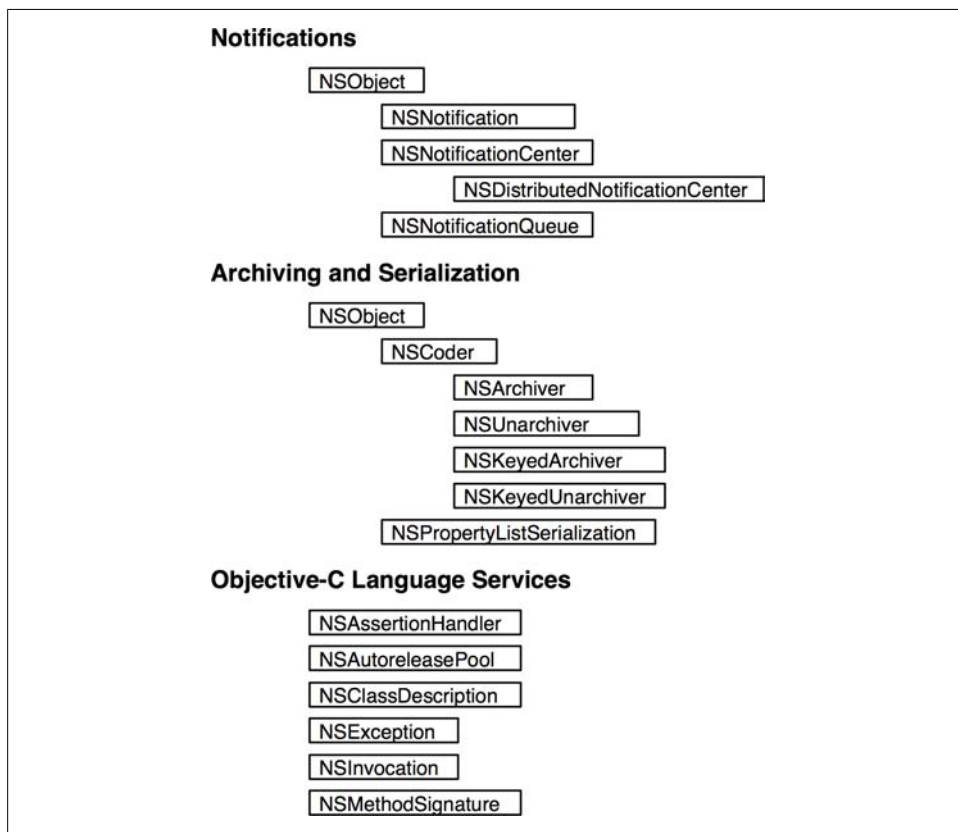 Notifications
NSObject
NSNotification
NSNotificationCenter
NSDistributedNotificationCenter
NSNotificationQueue
Archiving and Serialization
NSObject
NSCoder
NSArchiver
NSUnarchiver
NSKeyedArchiver
NSKeyedUnarchiver
NSPropertyListSerialization
Objective-C Language Services
NSAssertionHandler
NSAutoreleasePool
NSClassDescription
NSException
NSInvocation
NSMethodSignature